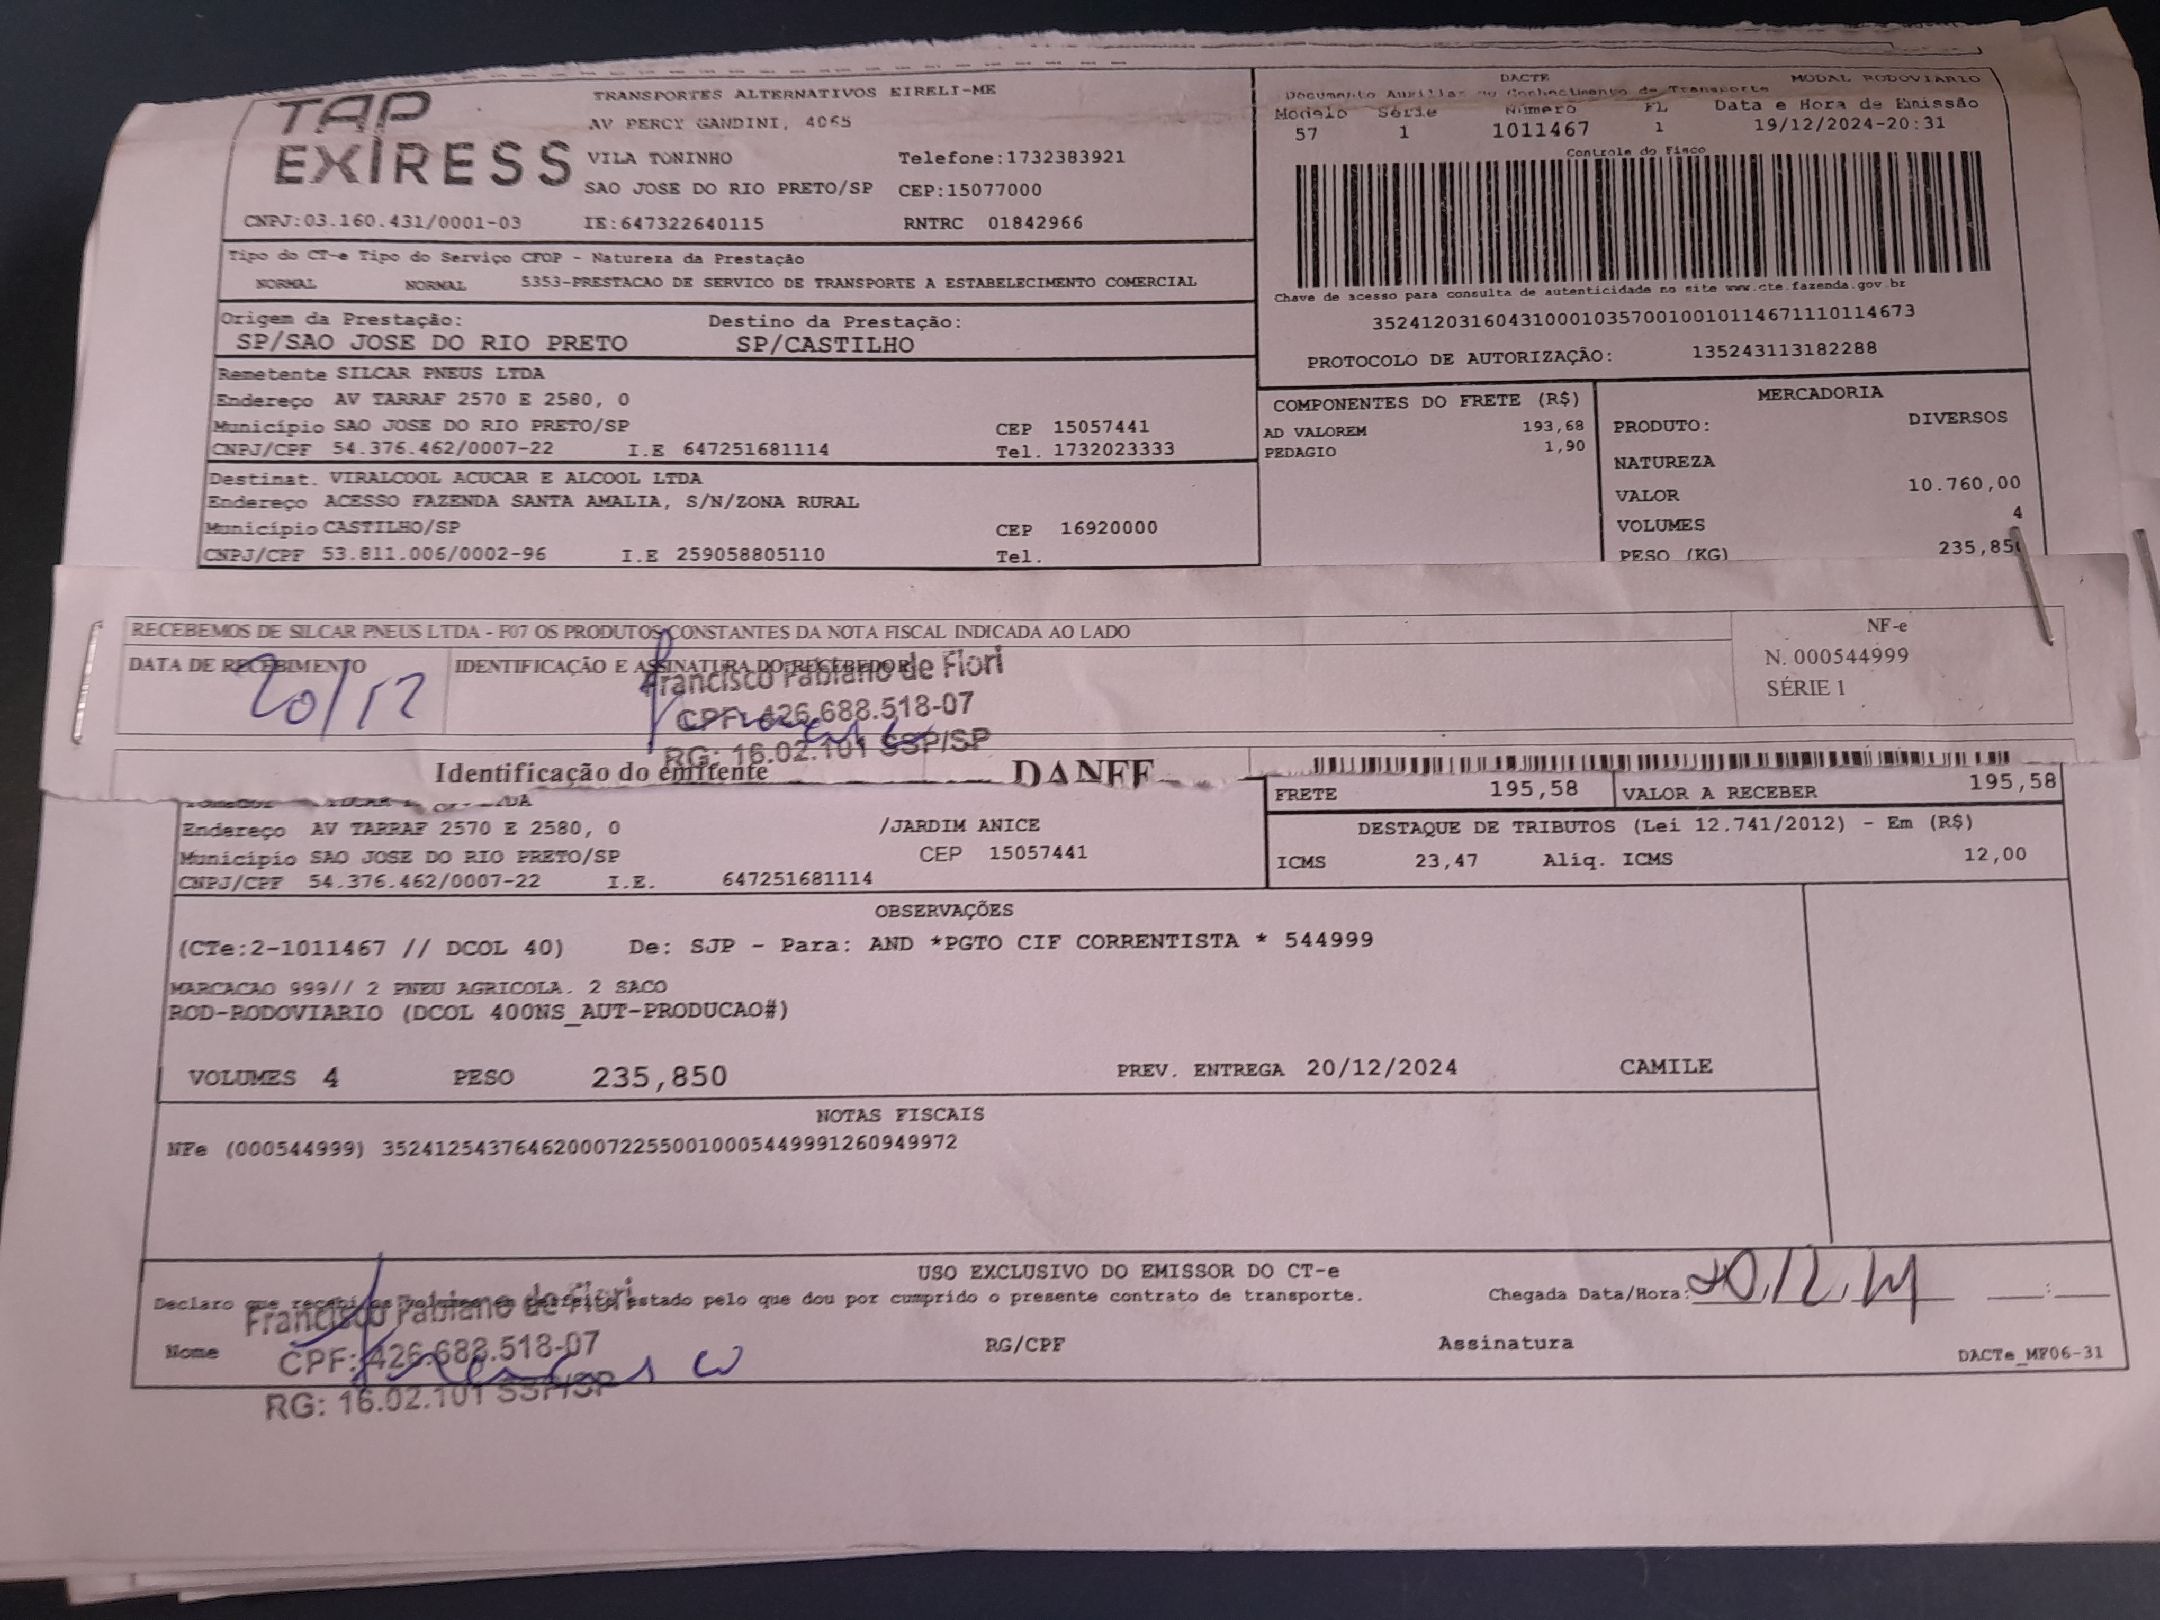 TAP EXIRESS
TRANSPORTES ALTERNATIVOS EIRELI-ME
AV PERCY GANDINI, 4065
VILA TONINHO Telefone:1732383921
SAO JOSE DO RIO PRETO/SP CEP:15077000
CNPJ:03.160.431/0001-03 IE:647322640115 RNTRC 01842966
DACTE MODAL RODOVIARIO
Documento Auxiliar do Conhecimento de Transporte
Modelo Série Número FL Data e Hora de Emissão
57 1 1011467 1 19/12/2024-20:31
Controle do Fisco
Chave de acesso para consulta de autenticidade no site www.cte.fazenda.gov.br
35241203160431000103570010010114671110114673
PROTOCOLO DE AUTORIZAÇÃO: 135243113182288
Tipo do CT-e Tipo do Serviço CFOP - Natureza da Prestação
NORMAL NORMAL 5353-PRESTACAO DE SERVICO DE TRANSPORTE A ESTABELECIMENTO COMERCIAL
Origem da Prestação: Destino da Prestação:
SP/SAO JOSE DO RIO PRETO SP/CASTILHO
Remetente SILCAR PNEUS LTDA
Endereço AV TARRAF 2570 E 2580, 0
Município SAO JOSE DO RIO PRETO/SP CEP 15057441
CNPJ/CPF 54.376.462/0007-22 I.E 647251681114 Tel. 1732023333
Destinat. VIRALCOOL ACUCAR E ALCOOL LTDA
Endereço ACESSO FAZENDA SANTA AMALIA, S/N/ZONA RURAL
Município CASTILHO/SP CEP 16920000
CNPJ/CPF 53.811.006/0002-96 I.E 259058805110 Tel.
COMPONENTES DO FRETE (R$)
AD VALOREM 193,68
PEDAGIO 1,90
MERCADORIA
PRODUTO: DIVERSOS
NATUREZA
VALOR 10.760,00
VOLUMES 4
PESO (KG) 235,850
RECEBEMOS DE SILCAR PNEUS LTDA - F07 OS PRODUTOS CONSTANTES DA NOTA FISCAL INDICADA AO LADO
DATA DE RECEBIMENTO IDENTIFICAÇÃO E ASSINATURA DO RECEBEDOR
20/12
Francisco Fabiano de Fiori
CPF: 426.688.518-07
RG: 16.02.101 SSP/SP
NF-e
N. 000544999
SÉRIE 1
Identificação do emitente DANFE
FRETE 195,58 VALOR A RECEBER 195,58
Endereço AV TARRAF 2570 E 2580, 0 /JARDIM ANICE
Município SAO JOSE DO RIO PRETO/SP CEP 15057441
CNPJ/CPF 54.376.462/0007-22 I.E. 647251681114
DESTAQUE DE TRIBUTOS (Lei 12.741/2012) - Em (R$)
ICMS 23,47 Aliq. ICMS 12,00
OBSERVAÇÕES
(CTe:2-1011467 // DCOL 40) De: SJP - Para: AND *PGTO CIF CORRENTISTA * 544999
MARCACAO 999// 2 PNEU AGRICOLA. 2 SACO
ROD-RODOVIARIO (DCOL 400NS_AUT-PRODUCAO#)
VOLUMES 4 PESO 235,850 PREV. ENTREGA 20/12/2024 CAMILE
NOTAS FISCAIS
NFe (000544999) 35241254376462000722550010005449991260949972
USO EXCLUSIVO DO EMISSOR DO CT-e
Declaro que recebi os volumes em perfeito estado pelo que dou por cumprido o presente contrato de transporte. Chegada Data/Hora: 20/12/24 :
Francisco Fabiano de Fiori
CPF: 426.688.518-07
RG: 16.02.101 SSP/SP
Nome RG/CPF Assinatura
DACTe_MF06-31